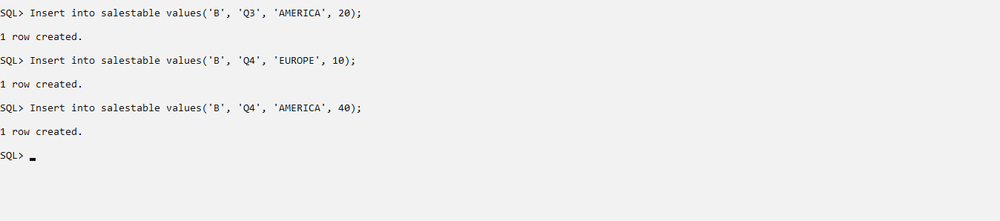 SQL> Insert into salestable values('B', 'Q3', 'AMERICA', 20);
1 row created.
SQL> Insert into salestable values('B', 'Q4', 'EUROPE', 10);
1 row created.
SQL> Insert into salestable values('B', 'Q4', 'AMERICA', 40);
1 row created.
SQL>